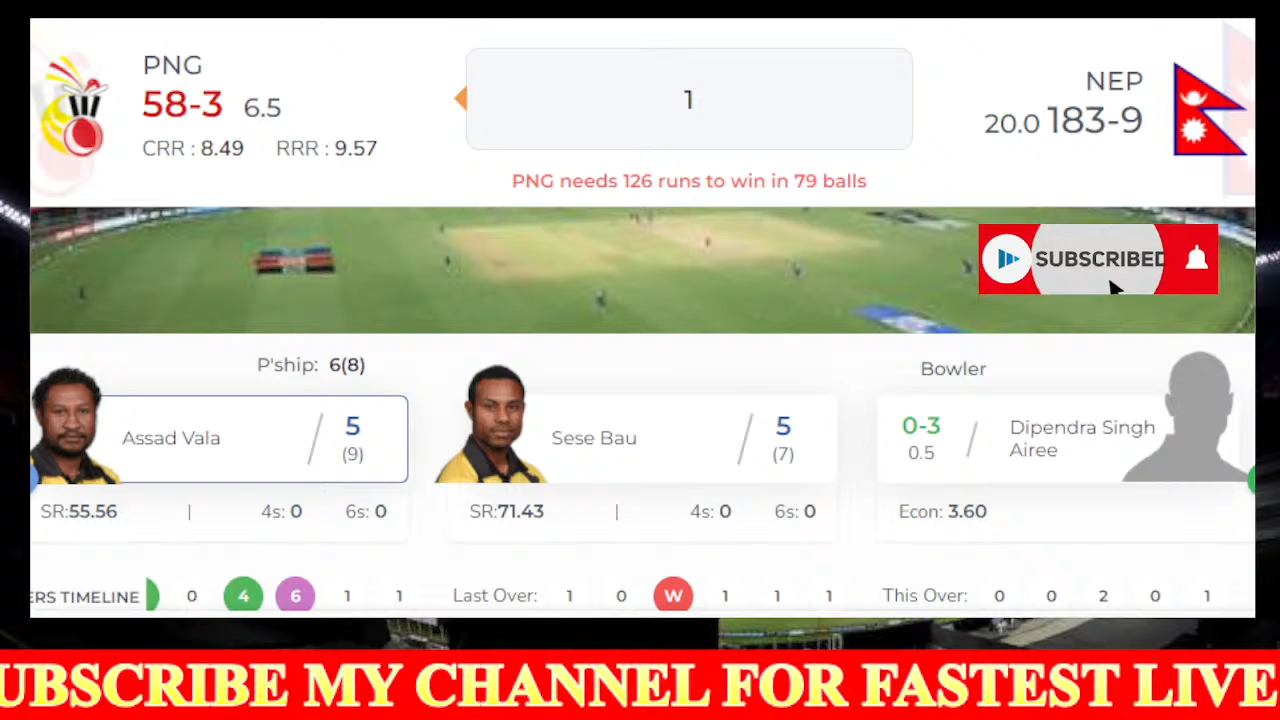 PNG
58-3 6.5
CRR : 8.49 RRR : 9.57
1
PNG needs 126 runs to win in 79 balls
NEP
20.0 183-9
SUBSCRIBED
P'ship: 6(8)
Assad Vala / 5
(9)
SR:55.56 | 4s: 0 6s: 0
Sese Bau / 5
(7)
SR:71.43 | 4s: 0 6s: 0
Bowler
0-3 / Dipendra Singh
0.5 Airee
Econ: 3.60
ERS TIMELINE 0 4 6 1 1 Last Over: 1 0 W 1 1 1 This Over: 0 0 2 0 1
UBSCRIBE MY CHANNEL FOR FASTEST LIVE